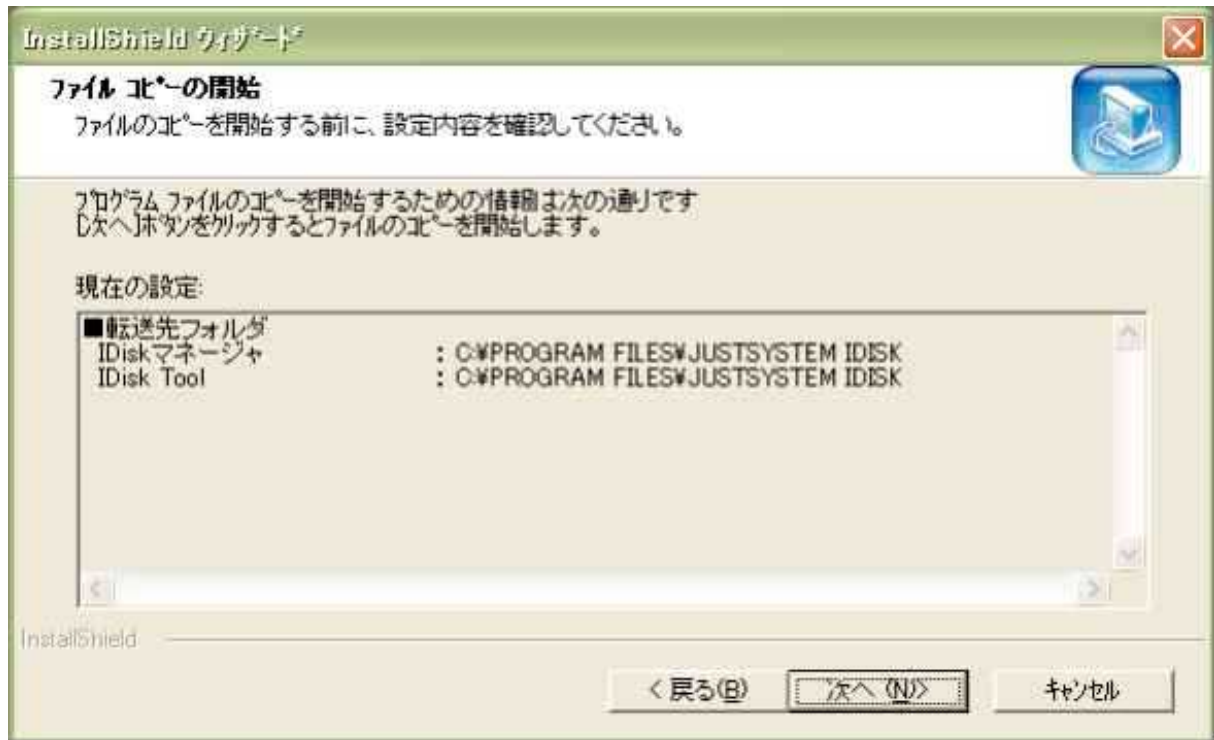 InstallShield ウィザード
ファイル コピーの開始
ファイルのコピーを開始する前に、設定内容を確認してください。
プログラム ファイルのコピーを開始するための情報は次の通りです
[次へ]ボタンをクリックするとファイルのコピーを開始します。
現在の設定:
■転送先フォルダ
IDiskマネージャ : C:¥PROGRAM FILES¥JUSTSYSTEM IDISK
IDisk Tool : C:¥PROGRAM FILES¥JUSTSYSTEM IDISK
InstallShield
< 戻る(B) 次へ (N)> キャンセル